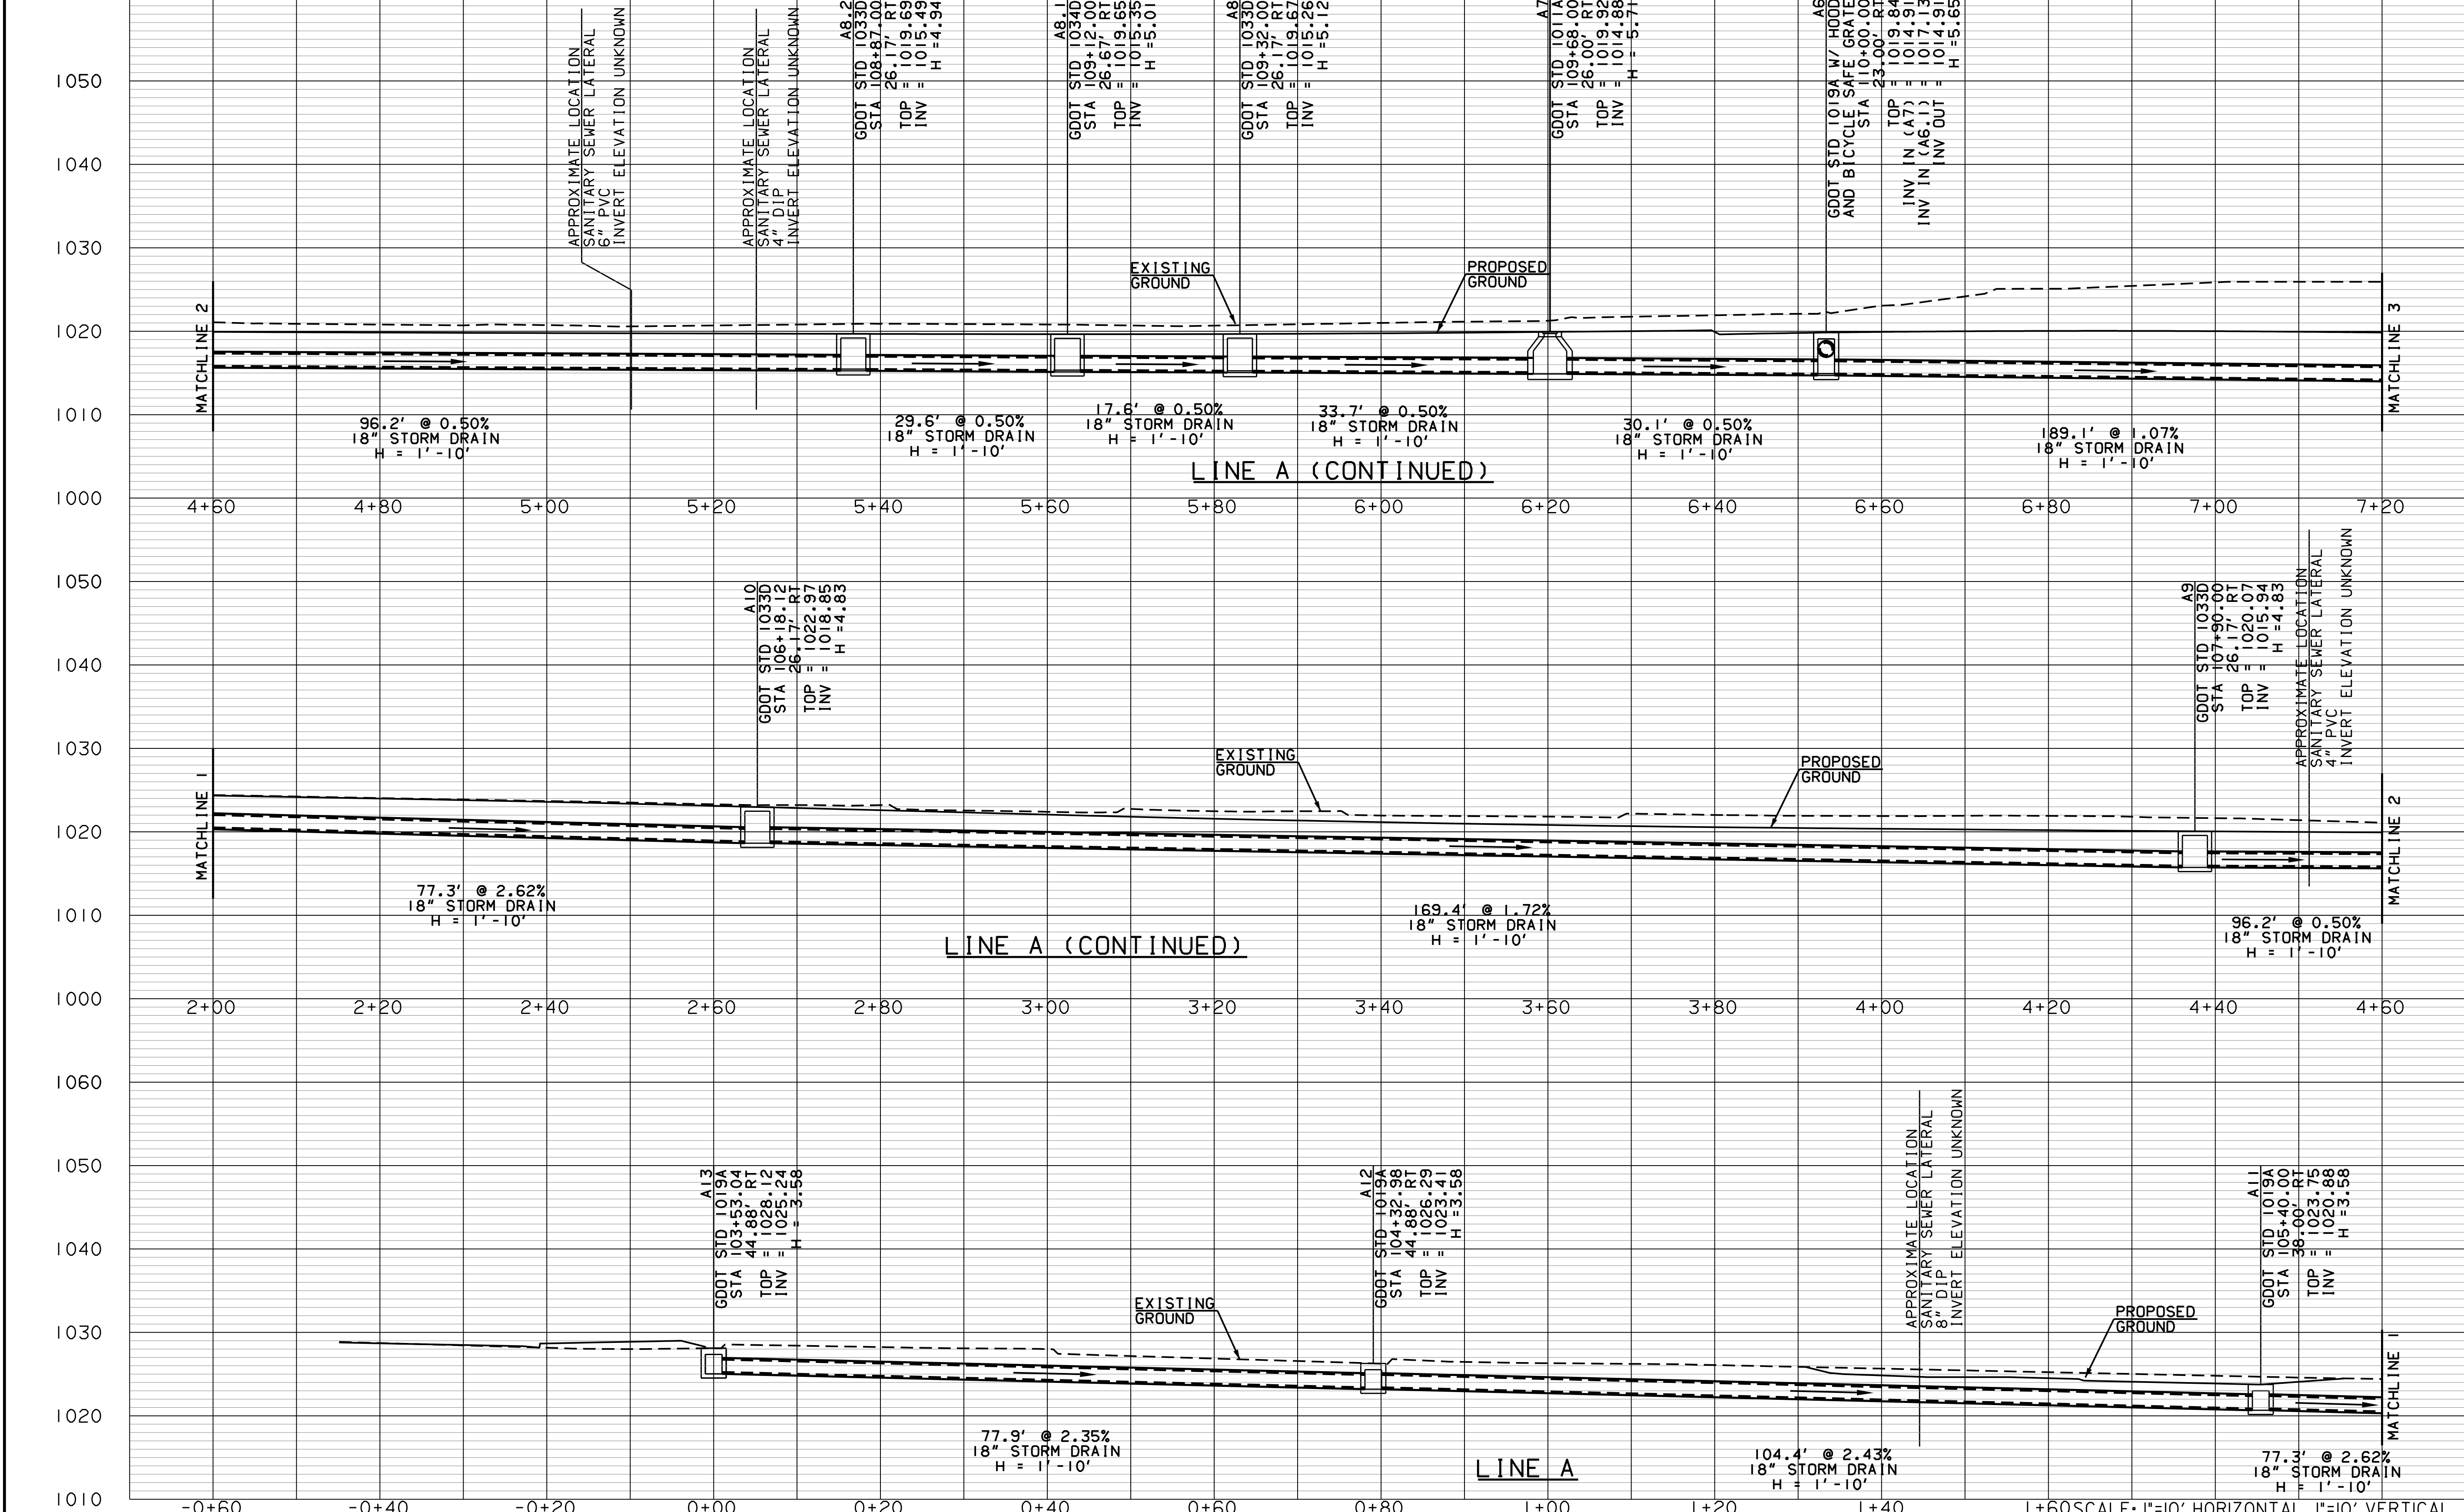 APPROXIMATE LOCATION
SANITARY SEWER LATERAL
6" PVC
INVERT ELEVATION UNKNOWN
APPROXIMATE LOCATION
SANITARY SEWER LATERAL
4" DIP
INVERT ELEVATION UNKNOWN
A8.2
GDOT STD 1033D
STA 108+87.00
26.17' RT
TOP = 1019.69
INV = 1015.49
H =4.94
A8.1
GDOT STD 1034D
STA 109+12.00
26.67' RT
TOP = 1019.65
INV = 1015.35
H =5.01
A8
GDOT STD 1033D
STA 109+32.00
26.17' RT
TOP = 1019.67
INV = 1015.26
H =5.12
A7
GDOT STD 1011A
STA 109+68.00
26.00' RT
TOP = 1019.92
INV = 1014.88
H = 5.71
A6
GDOT STD 1019A W/ HOOD
AND BICYCLE SAFE GRATE
STA 110+00.00
23.00' RT
TOP = 1019.84
INV IN (A7) = 1014.91
INV IN (A6.1) = 1017.13
INV OUT = 1014.91
H =5.65
1050
1040
1030
1020
1010
1000
MATCHLINE 2
EXISTING
GROUND
PROPOSED
GROUND
MATCHLINE 3
96.2' @ 0.50%
18" STORM DRAIN
H = 1'-10'
29.6' @ 0.50%
18" STORM DRAIN
H = 1'-10'
17.6' @ 0.50%
18" STORM DRAIN
H = 1'-10'
33.7' @ 0.50%
18" STORM DRAIN
H = 1'-10'
30.1' @ 0.50%
18" STORM DRAIN
H = 1'-10'
189.1' @ 1.07%
18" STORM DRAIN
H = 1'-10'
LINE A (CONTINUED)
4+60 4+80 5+00 5+20 5+40 5+60 5+80 6+00 6+20 6+40 6+60 6+80 7+00 7+20
1050
1040
1030
1020
1010
1000
A10
GDOT STD 1033D
STA 106+18.12
26.17' RT
TOP = 1022.97
INV = 1018.85
H =4.83
A9
GDOT STD 1033D
STA 107+90.00
26.17' RT
TOP = 1020.07
INV = 1015.94
H =4.83
APPROXIMATE LOCATION
SANITARY SEWER LATERAL
4" PVC
INVERT ELEVATION UNKNOWN
MATCHLINE 1
EXISTING
GROUND
PROPOSED
GROUND
MATCHLINE 2
77.3' @ 2.62%
18" STORM DRAIN
H = 1'-10'
169.4' @ 1.72%
18" STORM DRAIN
H = 1'-10'
96.2' @ 0.50%
18" STORM DRAIN
H = 1'-10'
LINE A (CONTINUED)
2+00 2+20 2+40 2+60 2+80 3+00 3+20 3+40 3+60 3+80 4+00 4+20 4+40 4+60
1060
1050
1040
1030
1020
1010
A13
GDOT STD 1019A
STA 103+53.04
44.88' RT
TOP = 1028.12
INV = 1025.24
H = 3.58
A12
GDOT STD 1019A
STA 104+32.98
44.88' RT
TOP = 1026.29
INV = 1023.41
H =3.58
APPROXIMATE LOCATION
SANITARY SEWER LATERAL
8" DIP
INVERT ELEVATION UNKNOWN
A11
GDOT STD 1019A
STA 105+40.00
38.00' RT
TOP = 1023.75
INV = 1020.88
H =3.58
EXISTING
GROUND
PROPOSED
GROUND
MATCHLINE 1
77.9' @ 2.35%
18" STORM DRAIN
H = 1'-10'
104.4' @ 2.43%
18" STORM DRAIN
H = 1'-10'
77.3' @ 2.62%
18" STORM DRAIN
H = 1'-10'
LINE A
-0+60 -0+40 -0+20 0+00 0+20 0+40 0+60 0+80 1+00 1+20 1+40 1+60 SCALE: 1"=10' HORIZONTAL, 1"=10' VERTICAL